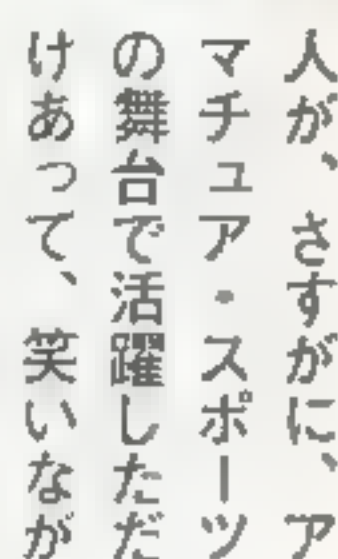 人が、さすがに、ア
マチュア・スポーツ
の舞台で活躍しただ
けあって、笑いなが